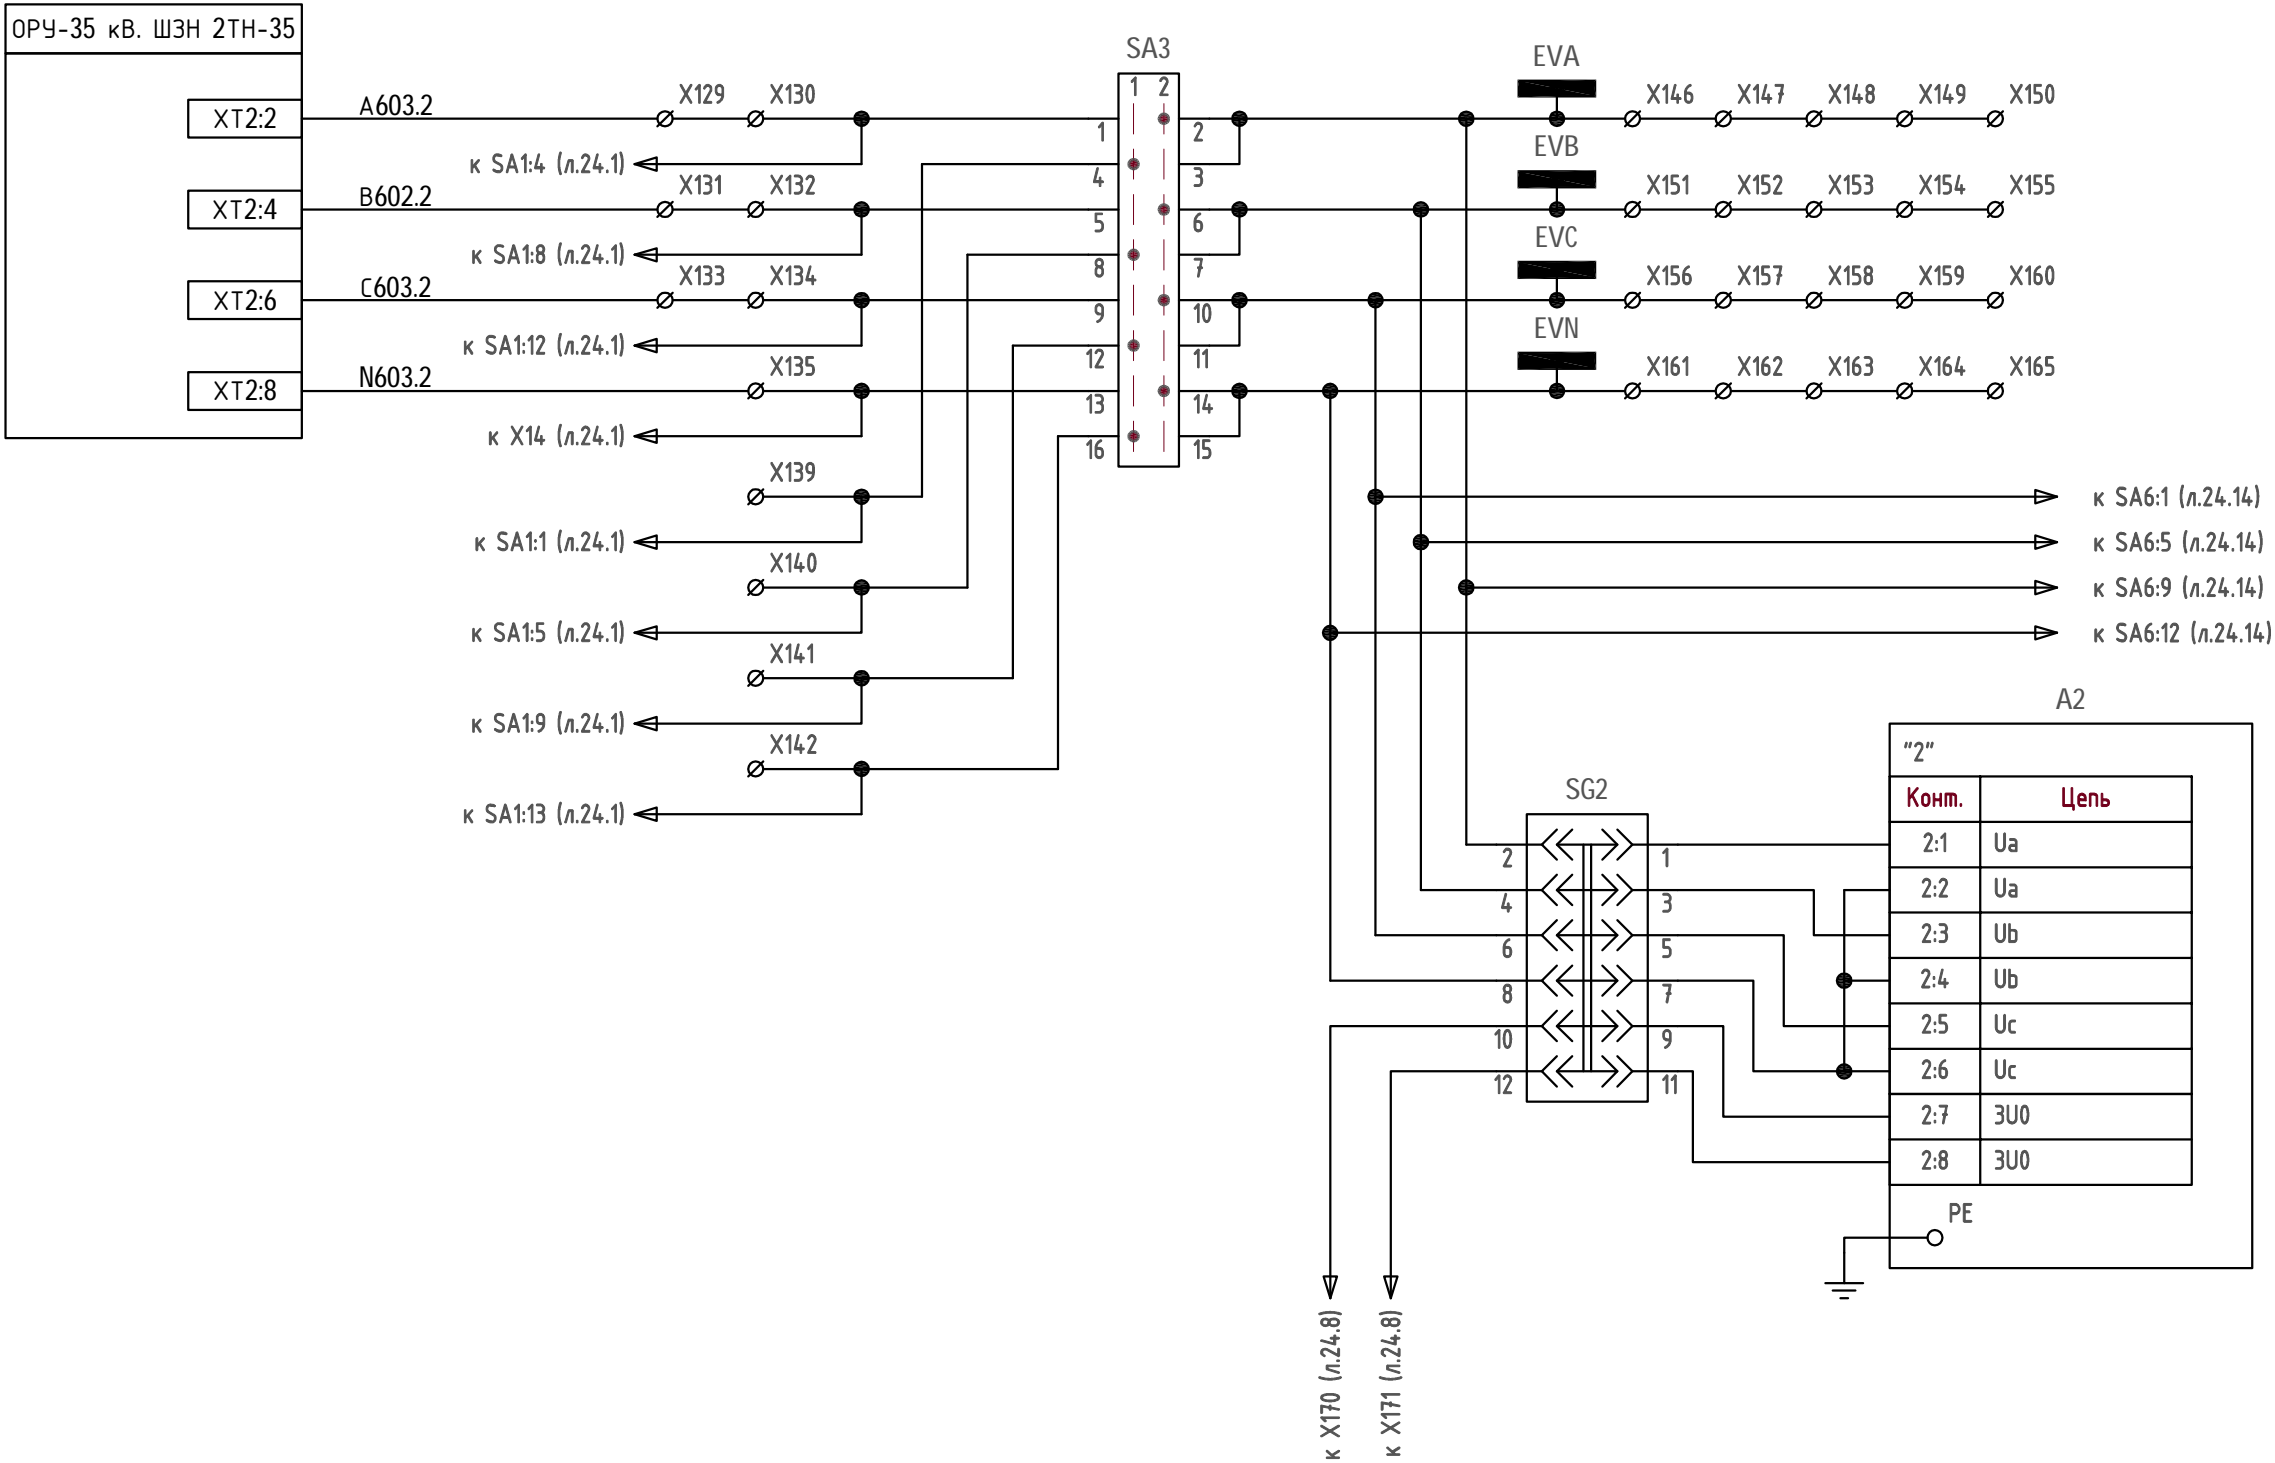 ОРУ-35 кВ. ШЗН 2ТН-35
XT2:2
A603.2
X129
X130
к SA1:4 (л.24.1)
XT2:4
B602.2
X131
X132
к SA1:8 (л.24.1)
XT2:6
C603.2
X133
X134
к SA1:12 (л.24.1)
XT2:8
N603.2
X135
к X14 (л.24.1)
X139
к SA1:1 (л.24.1)
X140
к SA1:5 (л.24.1)
X141
к SA1:9 (л.24.1)
X142
к SA1:13 (л.24.1)
SA3
1 2
1 2
4 3
5 6
8 7
9 10
12 11
13 14
16 15
EVA
X146 X147 X148 X149 X150
EVB
X151 X152 X153 X154 X155
EVC
X156 X157 X158 X159 X160
EVN
X161 X162 X163 X164 X165
к SA6:1 (л.24.14)
к SA6:5 (л.24.14)
к SA6:9 (л.24.14)
к SA6:12 (л.24.14)
SG2
2 1
4 3
6 5
8 7
10 9
12 11
A2
"2"
Конт. Цепь
2:1 Ua
2:2 Ua
2:3 Ub
2:4 Ub
2:5 Uc
2:6 Uc
2:7 3U0
2:8 3U0
PE
к X170 (л.24.8)
к X171 (л.24.8)